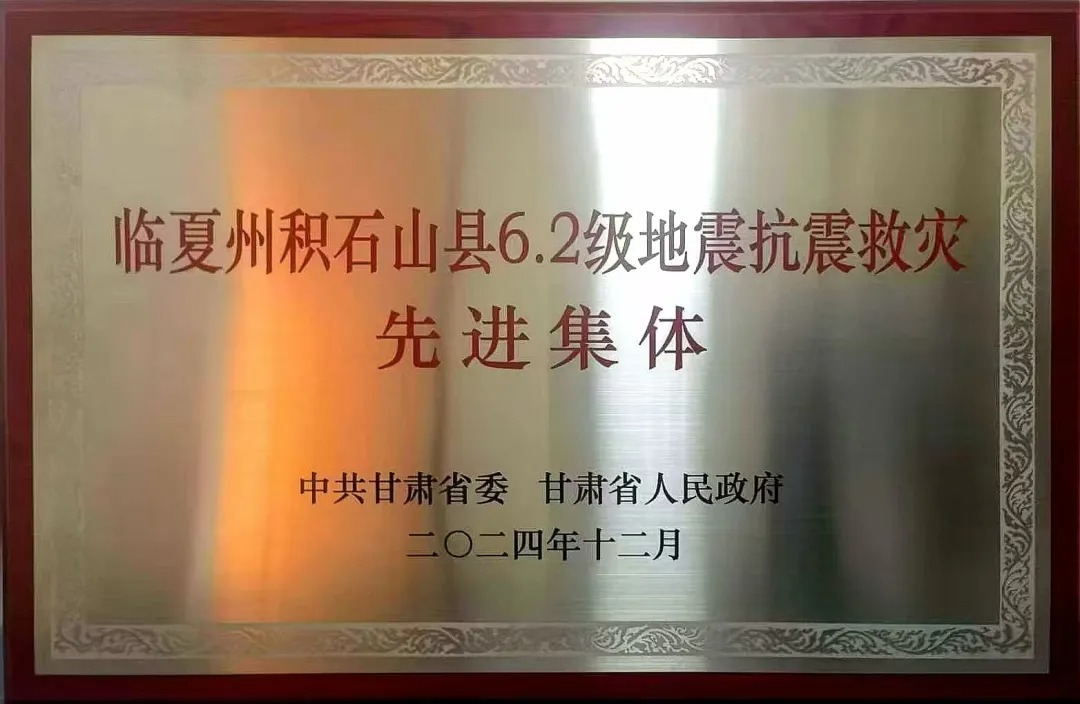 临夏州积石山县6.2级地震抗震救灾
先进集体
中共甘肃省委 甘肃省人民政府
二〇二四年十二月